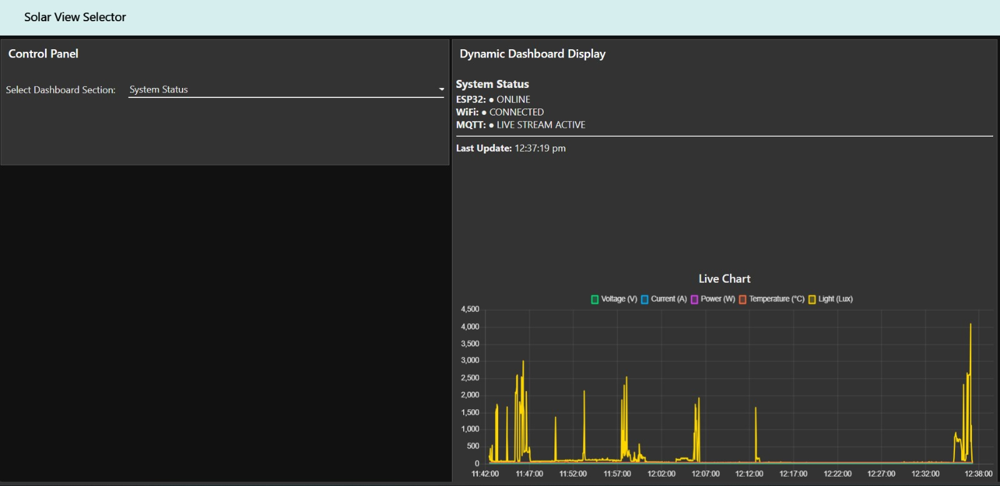 Solar View Selector
Control Panel
Select Dashboard Section: System Status
Dynamic Dashboard Display
System Status
ESP32: ● ONLINE
WiFi: ● CONNECTED
MQTT: ● LIVE STREAM ACTIVE
Last Update: 12:37:19 pm
Live Chart
Voltage (V) Current (A) Power (W) Temperature (°C) Light (Lux)
4,500
4,000
3,500
3,000
2,500
2,000
1,500
1,000
500
0
11:42:00 11:47:00 11:52:00 11:57:00 12:02:00 12:07:00 12:12:00 12:17:00 12:22:00 12:27:00 12:32:00 12:38:00